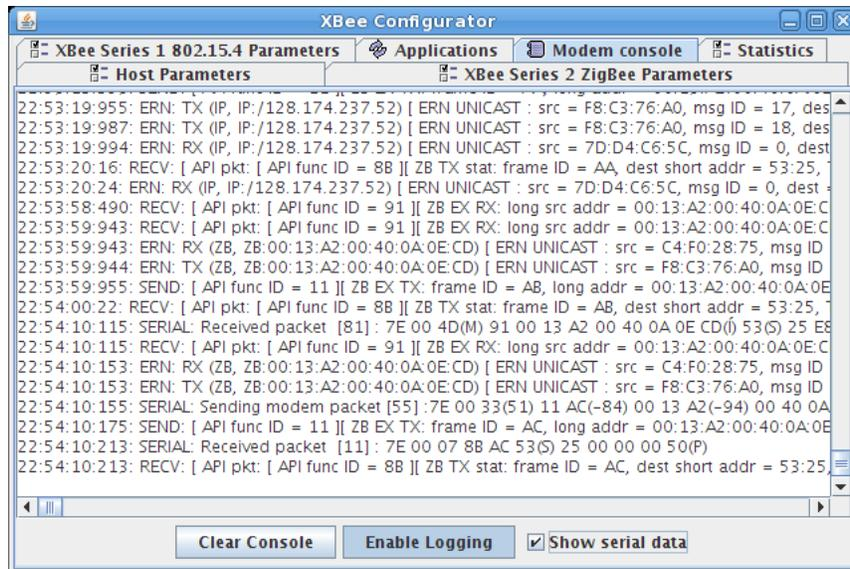 XBee Configurator
XBee Series 1 802.15.4 Parameters Applications Modem console Statistics
Host Parameters XBee Series 2 ZigBee Parameters
22:53:19:955: ERN: TX (IP, IP:/128.174.237.52) [ ERN UNICAST : src = F8:C3:76:A0, msg ID = 17, des
22:53:19:987: ERN: TX (IP, IP:/128.174.237.52) [ ERN UNICAST : src = F8:C3:76:A0, msg ID = 18, des
22:53:19:994: ERN: RX (IP, IP:/128.174.237.52) [ ERN UNICAST : src = 7D:D4:C6:5C, msg ID = 0, dest
22:53:20:16: RECV: [ API pkt: [ API func ID = 8B ][ ZB TX stat: frame ID = AA, dest short addr = 53:25,
22:53:20:24: ERN: RX (IP, IP:/128.174.237.52) [ ERN UNICAST : src = 7D:D4:C6:5C, msg ID = 0, dest
22:53:58:490: RECV: [ API pkt: [ API func ID = 91 ][ ZB EX RX: long src addr = 00:13:A2:00:40:0A:0E:C
22:53:59:943: RECV: [ API pkt: [ API func ID = 91 ][ ZB EX RX: long src addr = 00:13:A2:00:40:0A:0E:C
22:53:59:943: ERN: RX (ZB, ZB:00:13:A2:00:40:0A:0E:CD) [ ERN UNICAST : src = C4:F0:28:75, msg ID
22:53:59:944: ERN: TX (ZB, ZB:00:13:A2:00:40:0A:0E:CD) [ ERN UNICAST : src = F8:C3:76:A0, msg ID
22:53:59:955: SEND: [ API func ID = 11 ][ ZB EX TX: frame ID = AB, long addr = 00:13:A2:00:40:0A:0E
22:54:00:22: RECV: [ API pkt: [ API func ID = 8B ][ ZB TX stat: frame ID = AB, dest short addr = 53:25,
22:54:10:115: SERIAL: Received packet [81] : 7E 00 4D(M) 91 00 13 A2 00 40 0A 0E CD(Í) 53(S) 25 E8
22:54:10:115: RECV: [ API pkt: [ API func ID = 91 ][ ZB EX RX: long src addr = 00:13:A2:00:40:0A:0E:C
22:54:10:153: ERN: RX (ZB, ZB:00:13:A2:00:40:0A:0E:CD) [ ERN UNICAST : src = C4:F0:28:75, msg ID
22:54:10:153: ERN: TX (ZB, ZB:00:13:A2:00:40:0A:0E:CD) [ ERN UNICAST : src = F8:C3:76:A0, msg ID
22:54:10:155: SERIAL: Sending modem packet [55] :7E 00 33(51) 11 AC(-84) 00 13 A2(-94) 00 40 0A
22:54:10:175: SEND: [ API func ID = 11 ][ ZB EX TX: frame ID = AC, long addr = 00:13:A2:00:40:0A:0E
22:54:10:213: SERIAL: Received packet [11] : 7E 00 07 8B AC 53(S) 25 00 00 00 50(P)
22:54:10:213: RECV: [ API pkt: [ API func ID = 8B ][ ZB TX stat: frame ID = AC, dest short addr = 53:25,
Clear Console Enable Logging Show serial data